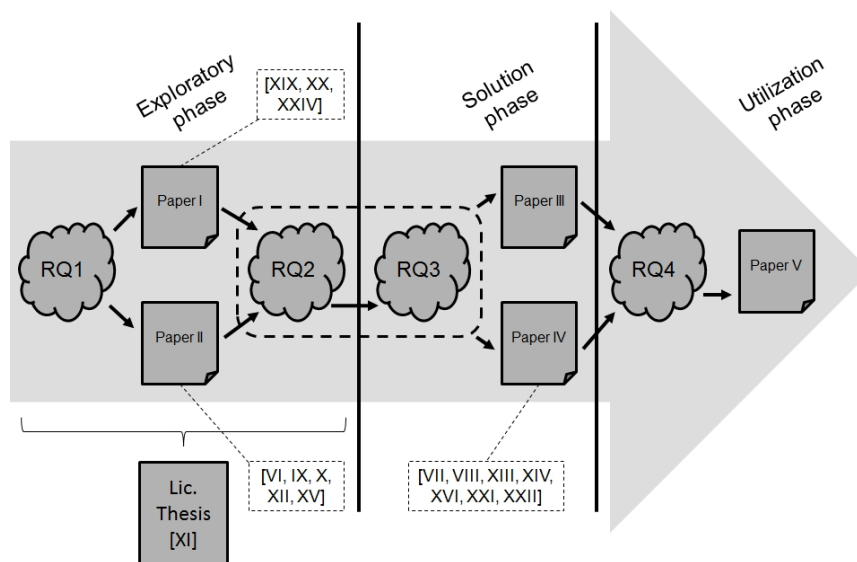 Exploratory
phase
Solution
phase
Utilization
phase
[XIX, XX,
XXIV]
Paper I
Paper III
RQ1
RQ2
RQ3
RQ4
Paper V
Paper II
Paper IV
[VI, IX, X,
XII, XV]
[VII, VIII, XIII, XIV,
XVI, XXI, XXII]
Lic.
Thesis
[XI]